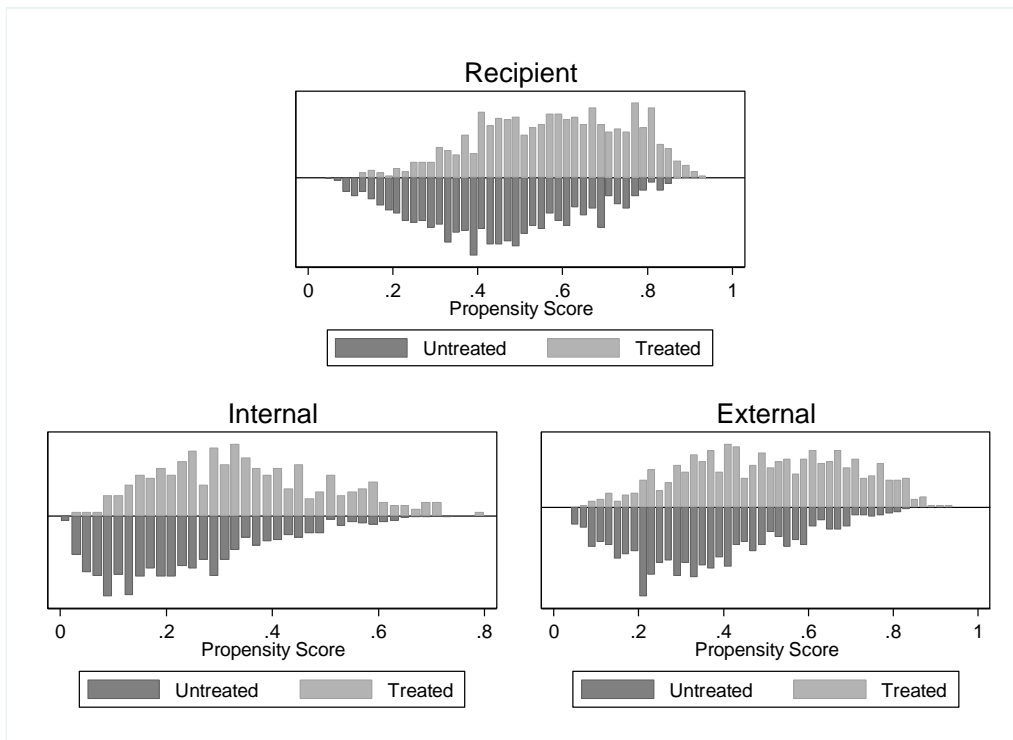 Recipient
0 .2 .4 .6 .8 1
Propensity Score
Untreated Treated
Internal
0 .2 .4 .6 .8
Propensity Score
Untreated Treated
External
0 .2 .4 .6 .8 1
Propensity Score
Untreated Treated